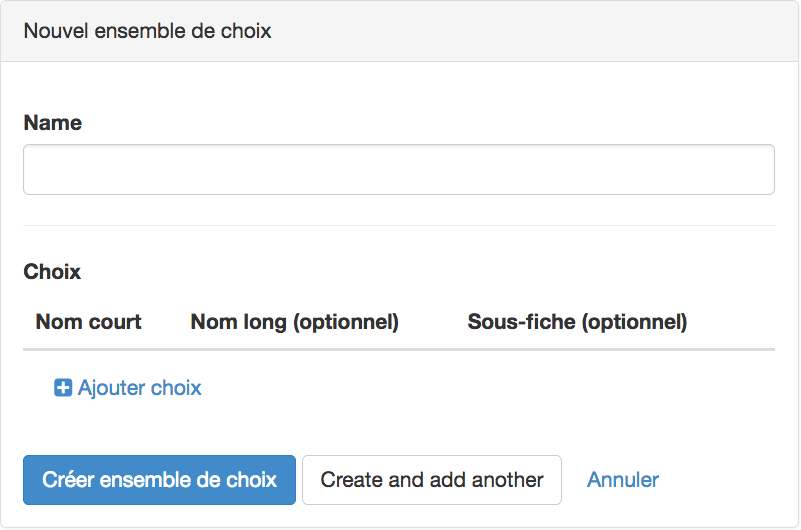 Nouvel ensemble de choix
Name
Choix
Nom court Nom long (optionnel) Sous-fiche (optionnel)
Ajouter choix
Créer ensemble de choix Create and add another Annuler